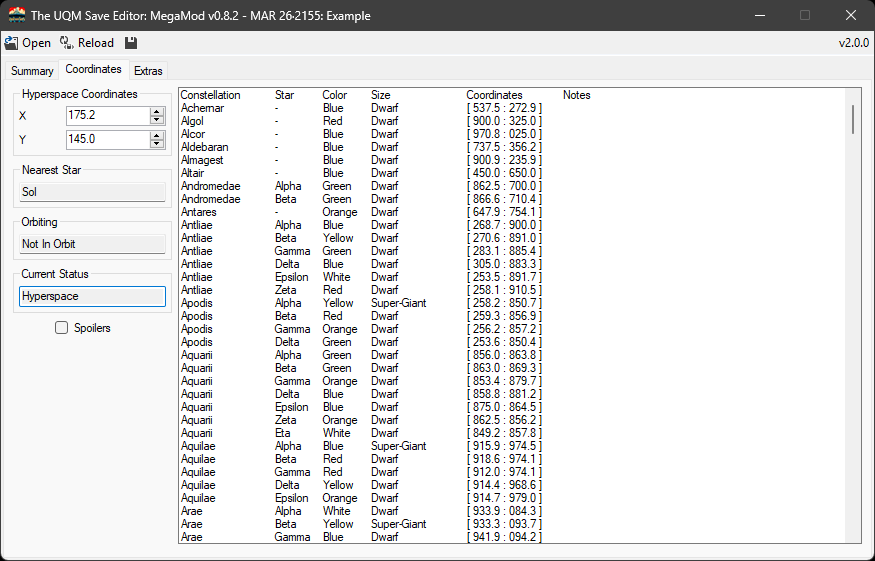 The UQM Save Editor: MegaMod v0.8.2 - MAR 26·2155: Example
Open Reload v2.0.0
Summary Coordinates Extras
Hyperspace Coordinates
X 175.2
Y 145.0
Nearest Star
Sol
Orbiting
Not In Orbit
Current Status
Hyperspace
Spoilers
Constellation Star Color Size Coordinates Notes
Achernar - Blue Dwarf [ 537.5 : 272.9 ]
Algol - Red Dwarf [ 900.0 : 325.0 ]
Alcor - Blue Dwarf [ 970.8 : 025.0 ]
Aldebaran - Blue Dwarf [ 737.5 : 356.2 ]
Almagest - Blue Dwarf [ 900.9 : 235.9 ]
Altair - Blue Dwarf [ 450.0 : 650.0 ]
Andromedae Alpha Green Dwarf [ 862.5 : 700.0 ]
Andromedae Beta Green Dwarf [ 866.6 : 710.4 ]
Antares - Orange Dwarf [ 647.9 : 754.1 ]
Antliae Alpha Blue Dwarf [ 268.7 : 900.0 ]
Antliae Beta Yellow Dwarf [ 270.6 : 891.0 ]
Antliae Gamma Green Dwarf [ 283.1 : 885.4 ]
Antliae Delta Blue Dwarf [ 305.0 : 883.3 ]
Antliae Epsilon White Dwarf [ 253.5 : 891.7 ]
Antliae Zeta Red Dwarf [ 258.1 : 910.5 ]
Apodis Alpha Yellow Super-Giant [ 258.2 : 850.7 ]
Apodis Beta Red Dwarf [ 259.3 : 856.9 ]
Apodis Gamma Orange Dwarf [ 256.2 : 857.2 ]
Apodis Delta Green Dwarf [ 253.6 : 850.4 ]
Aquarii Alpha Green Dwarf [ 856.0 : 863.8 ]
Aquarii Beta Green Dwarf [ 863.0 : 869.3 ]
Aquarii Gamma Orange Dwarf [ 853.4 : 879.7 ]
Aquarii Delta Blue Dwarf [ 858.8 : 881.2 ]
Aquarii Epsilon Blue Dwarf [ 875.0 : 864.5 ]
Aquarii Zeta Orange Dwarf [ 862.5 : 856.2 ]
Aquarii Eta White Dwarf [ 849.2 : 857.8 ]
Aquilae Alpha Blue Super-Giant [ 915.9 : 974.5 ]
Aquilae Beta Red Dwarf [ 918.6 : 974.1 ]
Aquilae Gamma Red Dwarf [ 912.0 : 974.1 ]
Aquilae Delta Yellow Dwarf [ 914.4 : 968.6 ]
Aquilae Epsilon Orange Dwarf [ 914.7 : 979.0 ]
Arae Alpha White Dwarf [ 933.9 : 084.3 ]
Arae Beta Yellow Super-Giant [ 933.3 : 093.7 ]
Arae Gamma Blue Dwarf [ 941.9 : 094.2 ]